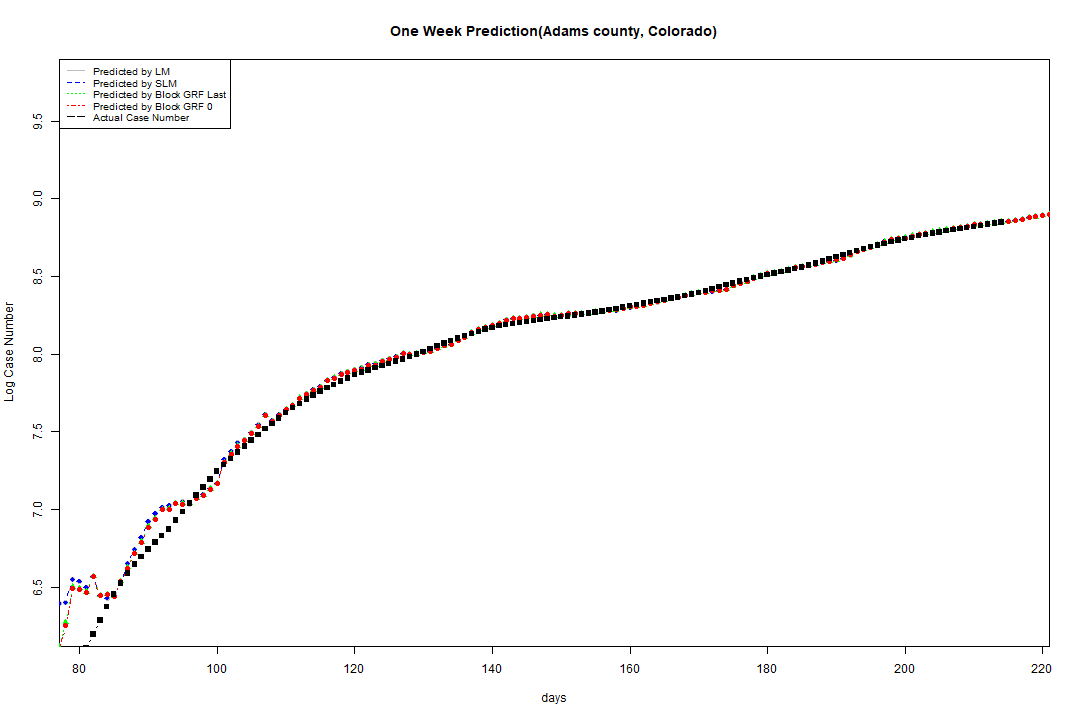 One Week Prediction(Adams county, Colorado)
Predicted by LM
Predicted by SLM
Predicted by Block GRF Last
Predicted by Block GRF 0
Actual Case Number
9.5
9.0
8.5
8.0
7.5
7.0
6.5
Log Case Number
80 100 120 140 160 180 200 220
days